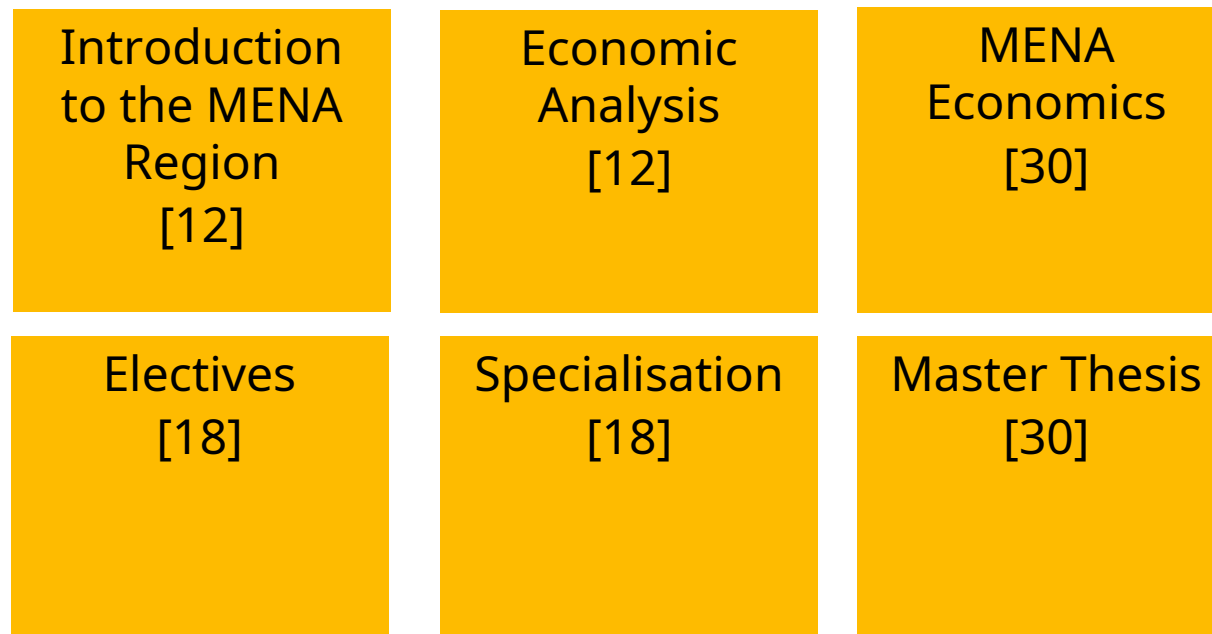 Introduction
to the MENA
Region
[12]
Economic
Analysis
[12]
MENA
Economics
[30]
Electives
[18]
Specialisation
[18]
Master Thesis
[30]